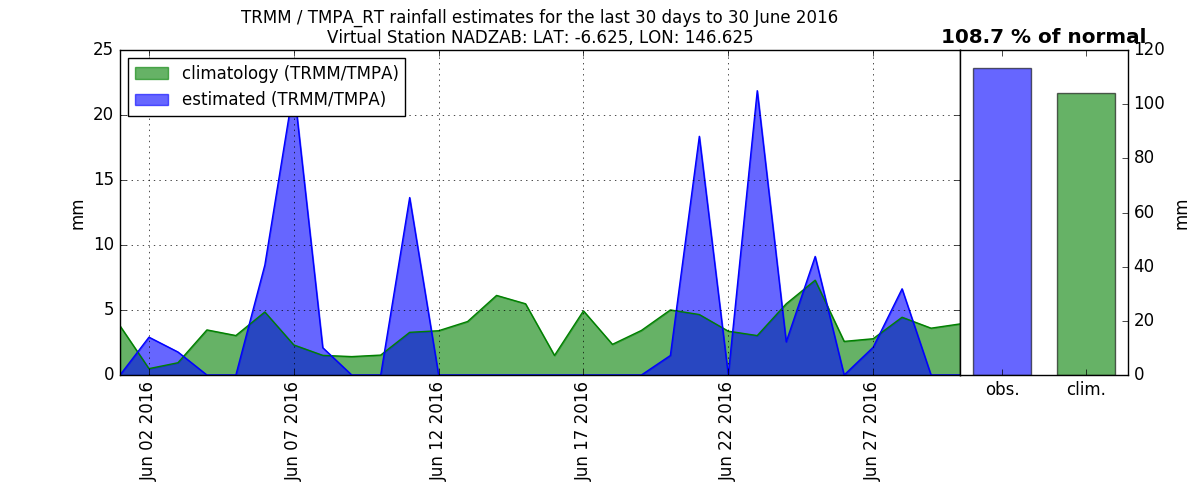 TRMM / TMPA_RT rainfall estimates for the last 30 days to 30 June 2016
Virtual Station NADZAB: LAT: -6.625, LON: 146.625
108.7 % of normal
climatology (TRMM/TMPA)
estimated (TRMM/TMPA)
25
20
15
10
5
0
mm
Jun 02 2016
Jun 07 2016
Jun 12 2016
Jun 17 2016
Jun 22 2016
Jun 27 2016
120
100
80
60
40
20
0
mm
obs.
clim.